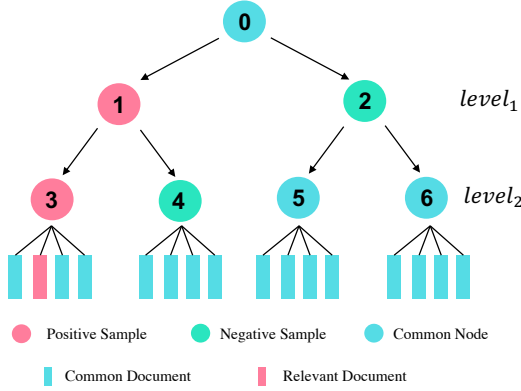 0
1
2
level₁
3
4
5
6
level₂
Positive Sample
Negative Sample
Common Node
Common Document
Relevant Document